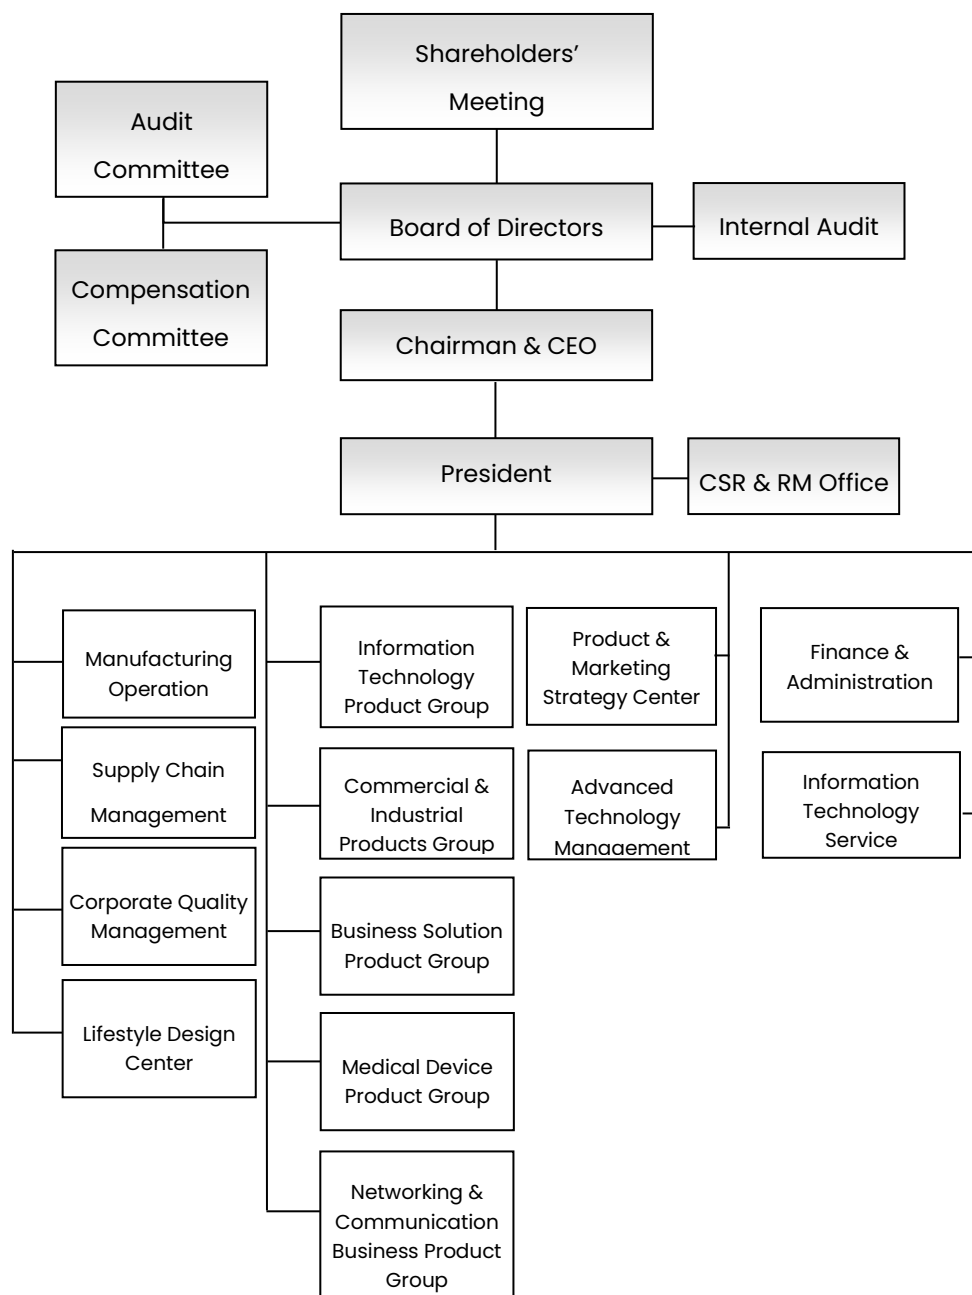 Shareholders’
Meeting
Audit
Committee
Board of Directors
Internal Audit
Compensation
Committee
Chairman & CEO
President
CSR & RM Office
Manufacturing
Operation
Supply Chain
Management
Corporate Quality
Management
Lifestyle Design
Center
Information
Technology
Product Group
Commercial &
Industrial
Products Group
Business Solution
Product Group
Medical Device
Product Group
Networking &
Communication
Business Product
Group
Product &
Marketing
Strategy Center
Advanced
Technology
Management
Finance &
Administration
Information
Technology
Service